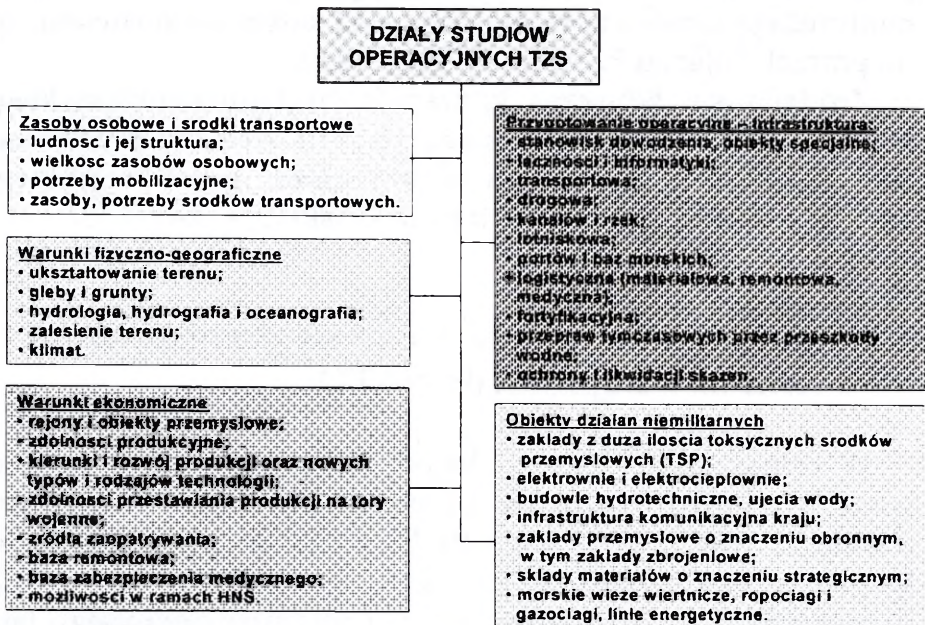 DZIAŁY STUDIÓW
OPERACYJNYCH TZS
Zasoby osobowe i srodki transportowe
• ludnosc i jej struktura;
• wielkosc zasobów osobowych;
• potrzeby mobilizacyjne;
• zasoby, potrzeby srodków transportowych.
Warunki fizyczno-geograficzne
• uksztaltowanie terenu;
• gleby i grunty;
• hydrologia, hydrografia i oceanografia;
• zalesienie terenu;
• klimat.
Warunki ekonomiczne
• rejony i obiekty przemyslowe;
• zdolnosci produkcyjne;
• kierunki i rozwój produkcji oraz nowych
typów i rodzajów technologii;
• zdolnosci przestawiania produkcji na tory
wojenne;
• zródla zaopatrywania;
• baza remontowa;
• baza zabezpieczenia medycznego;
• mozliwosci w ramach HNS.
Przygotowanie operacyjne – infrastruktura:
• stanowisk dowodzenia, obiekty specjalne;
• lacznosci i informatyki;
• transportowa;
• drogowa;
• kanalów i rzek;
• lotniskowa;
• portów i baz morskich;
• logistyczna (materialowa, remontowa,
medyczna);
• fortyfikacyjna;
• przepraw tymczasowych przez przeszkody
wodne;
• ochrony i likwidacji skazen.
Obiekty dzialan niemilitarnych
• zaklady z duza iloscia toksycznych srodków
przemyslowych (TSP);
• elektrownie i elektrocieplownie;
• budowle hydrotechniczne, ujecia wody;
• infrastruktura komunikacyjna kraju;
• zaklady przemyslowe o znaczeniu obronnym,
w tym zaklady zbrojeniowe;
• sklady materialów o znaczeniu strategicznym;
• morskie wieze wiertnicze, ropociagi i
gazociagi, linie energetyczne.